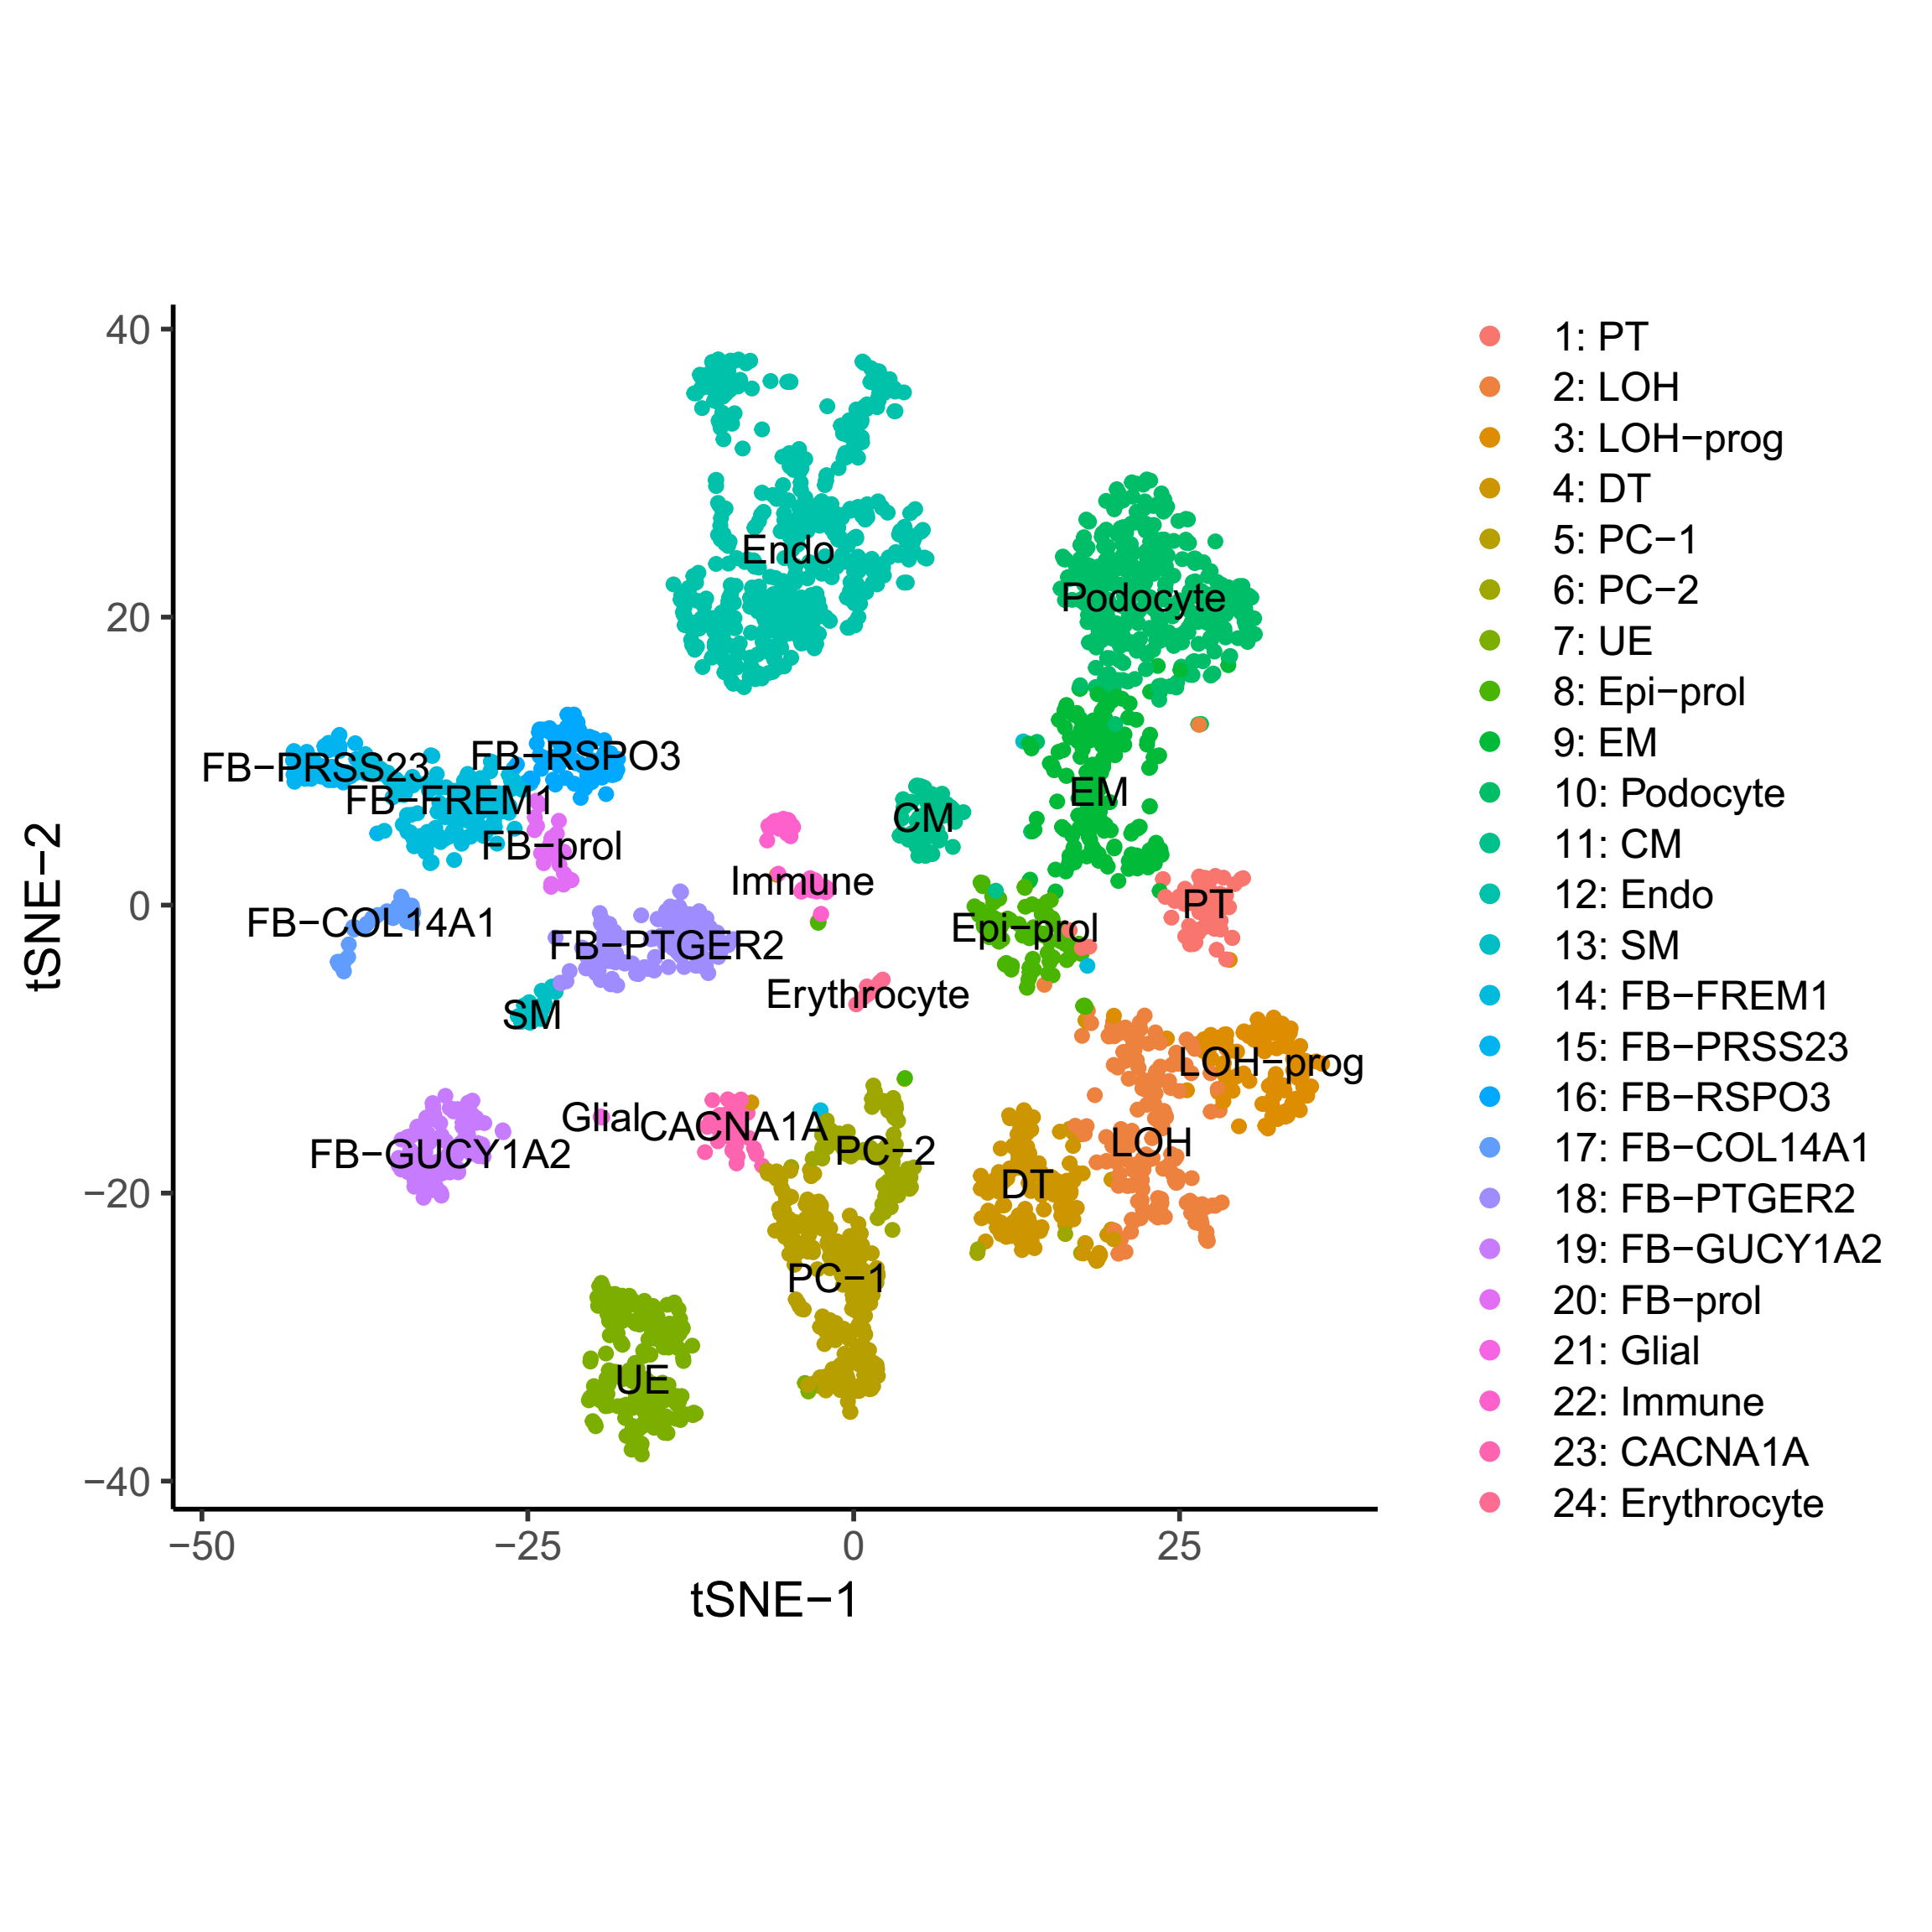 40
20
0
−20
−40
−50
−25
0
25
tSNE−2
tSNE−1
Endo
Podocyte
FB−RSPO3
FB−PRSS23
FB−FREM1
EM
CM
FB−prol
Immune
PT
FB−COL14A1
Epi−prol
FB−PTGER2
Erythrocyte
SM
LOH−prog
Glial
CACNA1A
LOH
PC−2
FB−GUCY1A2
DT
PC−1
UE
1: PT
2: LOH
3: LOH−prog
4: DT
5: PC−1
6: PC−2
7: UE
8: Epi−prol
9: EM
10: Podocyte
11: CM
12: Endo
13: SM
14: FB−FREM1
15: FB−PRSS23
16: FB−RSPO3
17: FB−COL14A1
18: FB−PTGER2
19: FB−GUCY1A2
20: FB−prol
21: Glial
22: Immune
23: CACNA1A
24: Erythrocyte